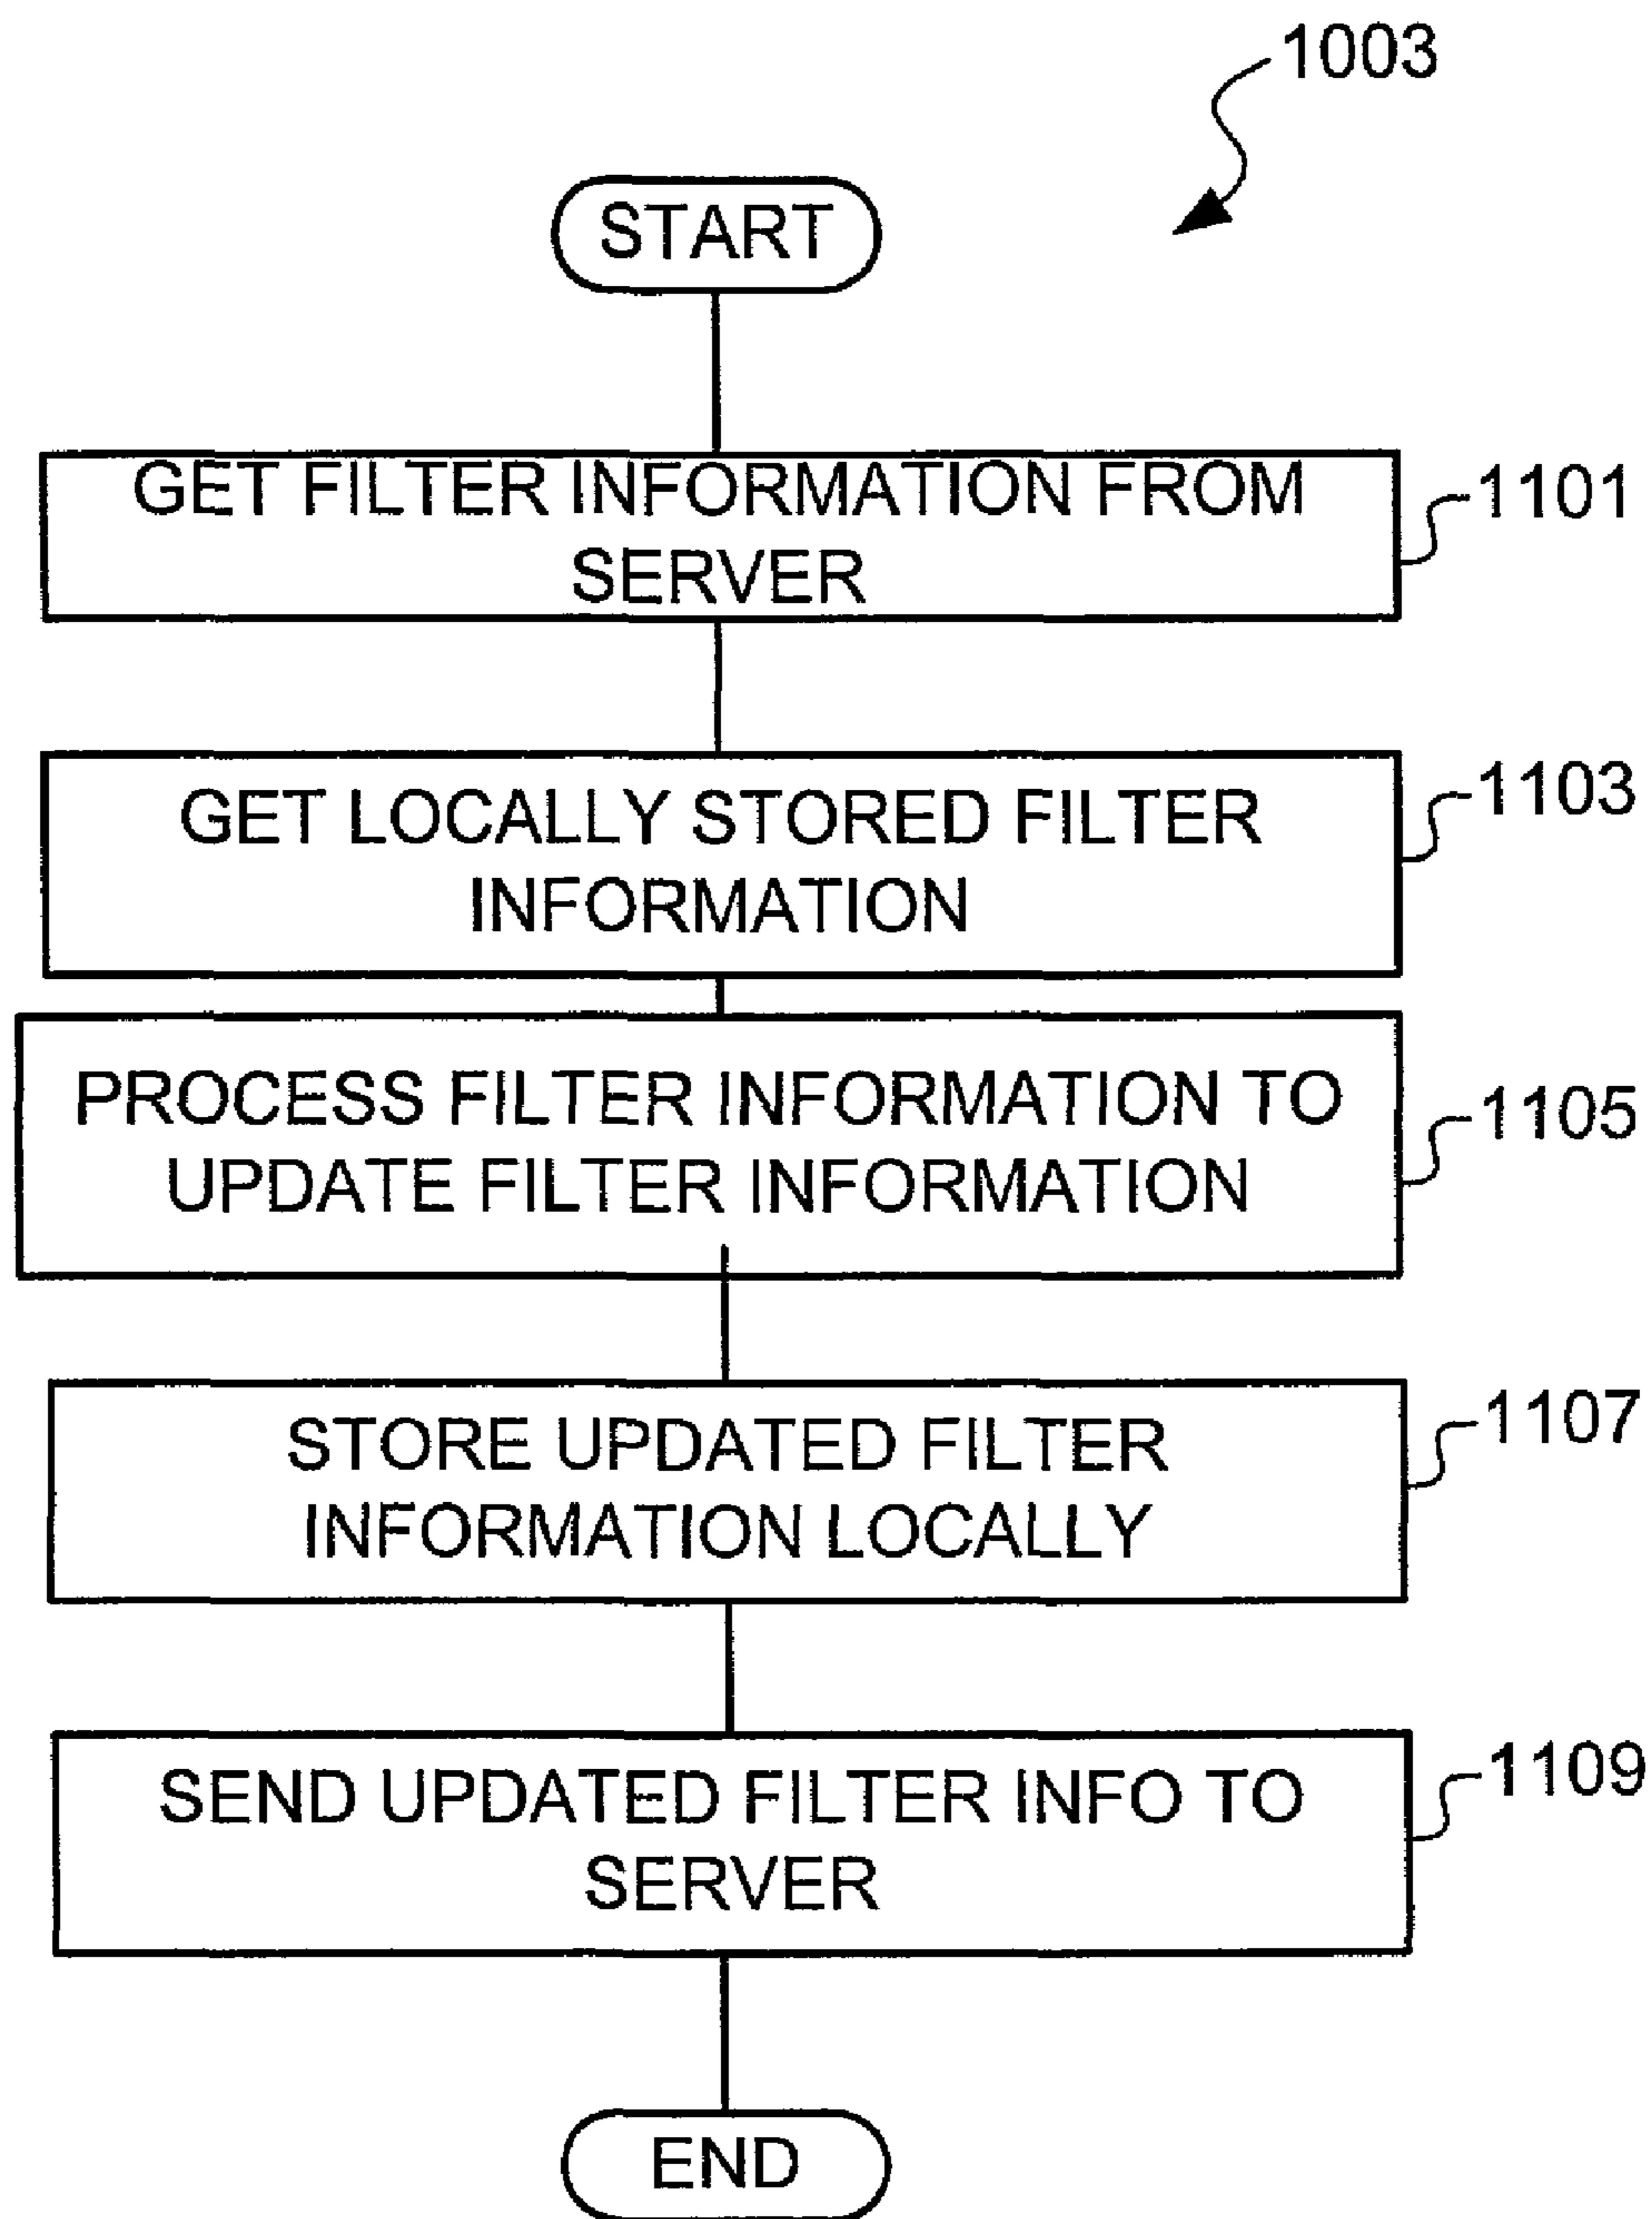 1003
START
GET FILTER INFORMATION FROM
SERVER
1101
GET LOCALLY STORED FILTER
INFORMATION
1103
PROCESS FILTER INFORMATION TO
UPDATE FILTER INFORMATION
1105
STORE UPDATED FILTER
INFORMATION LOCALLY
1107
SEND UPDATED FILTER INFO TO
SERVER
1109
END